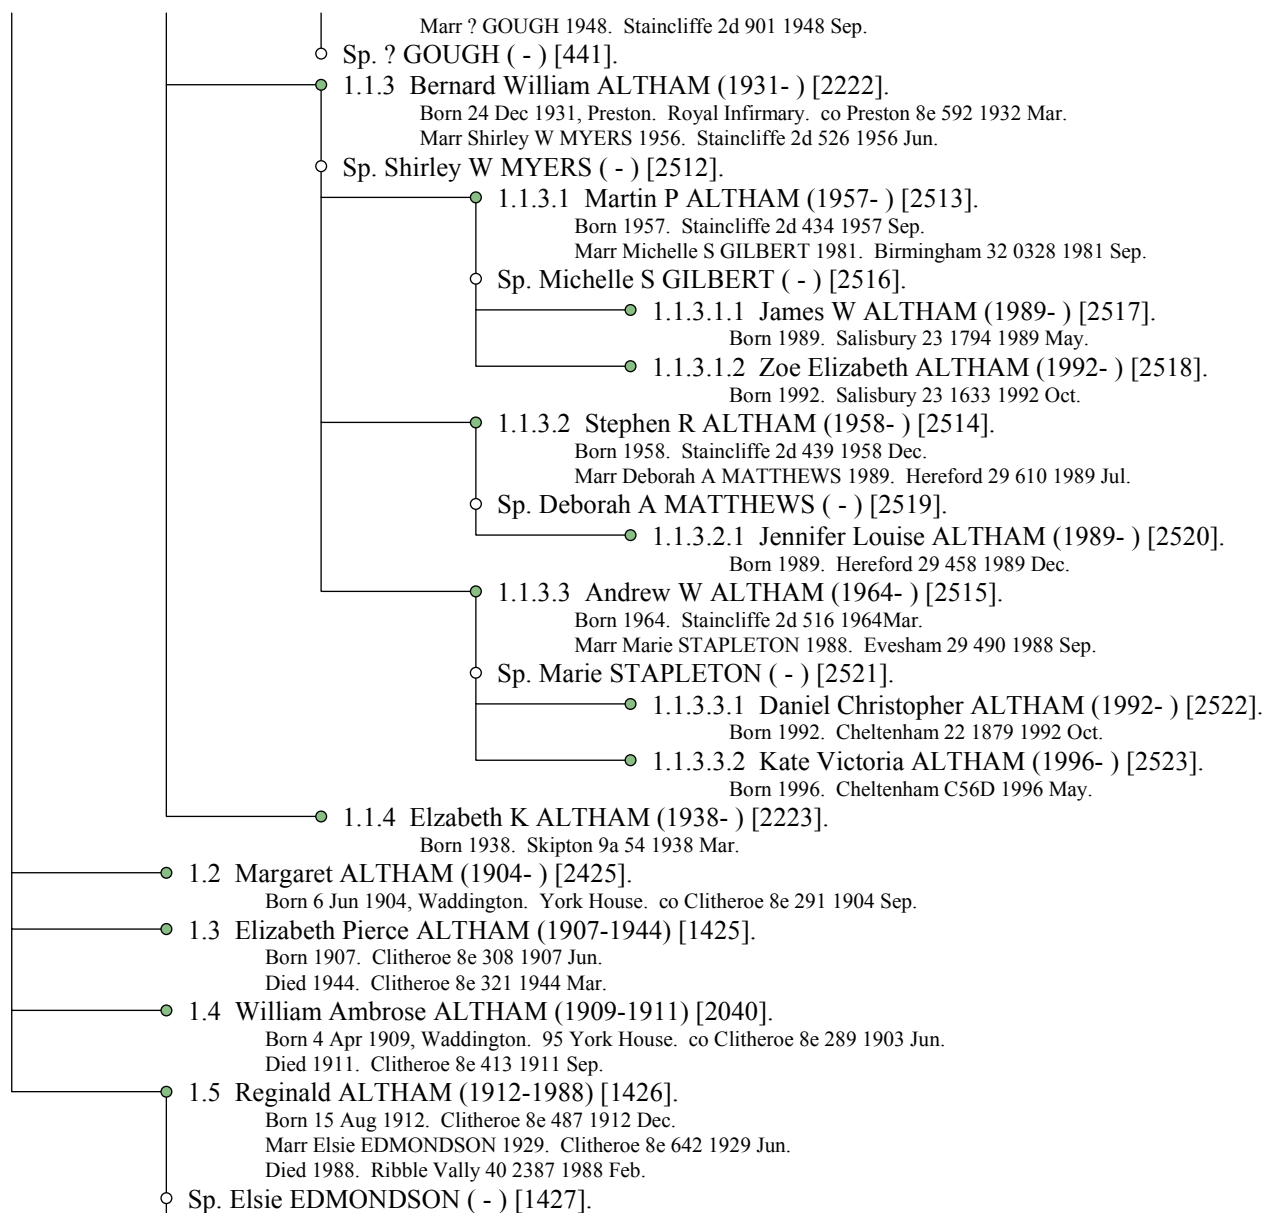 Marr ? GOUGH 1948. Staincliffe 2d 901 1948 Sep.
Sp. ? GOUGH ( - ) [441].
1.1.3 Bernard William ALTHAM (1931- ) [2222].
Born 24 Dec 1931, Preston. Royal Infirmary. co Preston 8e 592 1932 Mar.
Marr Shirley W MYERS 1956. Staincliffe 2d 526 1956 Jun.
Sp. Shirley W MYERS ( - ) [2512].
1.1.3.1 Martin P ALTHAM (1957- ) [2513].
Born 1957. Staincliffe 2d 434 1957 Sep.
Marr Michelle S GILBERT 1981. Birmingham 32 0328 1981 Sep.
Sp. Michelle S GILBERT ( - ) [2516].
1.1.3.1.1 James W ALTHAM (1989- ) [2517].
Born 1989. Salisbury 23 1794 1989 May.
1.1.3.1.2 Zoe Elizabeth ALTHAM (1992- ) [2518].
Born 1992. Salisbury 23 1633 1992 Oct.
1.1.3.2 Stephen R ALTHAM (1958- ) [2514].
Born 1958. Staincliffe 2d 439 1958 Dec.
Marr Deborah A MATTHEWS 1989. Hereford 29 610 1989 Jul.
Sp. Deborah A MATTHEWS ( - ) [2519].
1.1.3.2.1 Jennifer Louise ALTHAM (1989- ) [2520].
Born 1989. Hereford 29 458 1989 Dec.
1.1.3.3 Andrew W ALTHAM (1964- ) [2515].
Born 1964. Staincliffe 2d 516 1964Mar.
Marr Marie STAPLETON 1988. Evesham 29 490 1988 Sep.
Sp. Marie STAPLETON ( - ) [2521].
1.1.3.3.1 Daniel Christopher ALTHAM (1992- ) [2522].
Born 1992. Cheltenham 22 1879 1992 Oct.
1.1.3.3.2 Kate Victoria ALTHAM (1996- ) [2523].
Born 1996. Cheltenham C56D 1996 May.
1.1.4 Elzabeth K ALTHAM (1938- ) [2223].
Born 1938. Skipton 9a 54 1938 Mar.
1.2 Margaret ALTHAM (1904- ) [2425].
Born 6 Jun 1904, Waddington. York House. co Clitheroe 8e 291 1904 Sep.
1.3 Elizabeth Pierce ALTHAM (1907-1944) [1425].
Born 1907. Clitheroe 8e 308 1907 Jun.
Died 1944. Clitheroe 8e 321 1944 Mar.
1.4 William Ambrose ALTHAM (1909-1911) [2040].
Born 4 Apr 1909, Waddington. 95 York House. co Clitheroe 8e 289 1903 Jun.
Died 1911. Clitheroe 8e 413 1911 Sep.
1.5 Reginald ALTHAM (1912-1988) [1426].
Born 15 Aug 1912. Clitheroe 8e 487 1912 Dec.
Marr Elsie EDMONDSON 1929. Clitheroe 8e 642 1929 Jun.
Died 1988. Ribble Vally 40 2387 1988 Feb.
Sp. Elsie EDMONDSON ( - ) [1427].